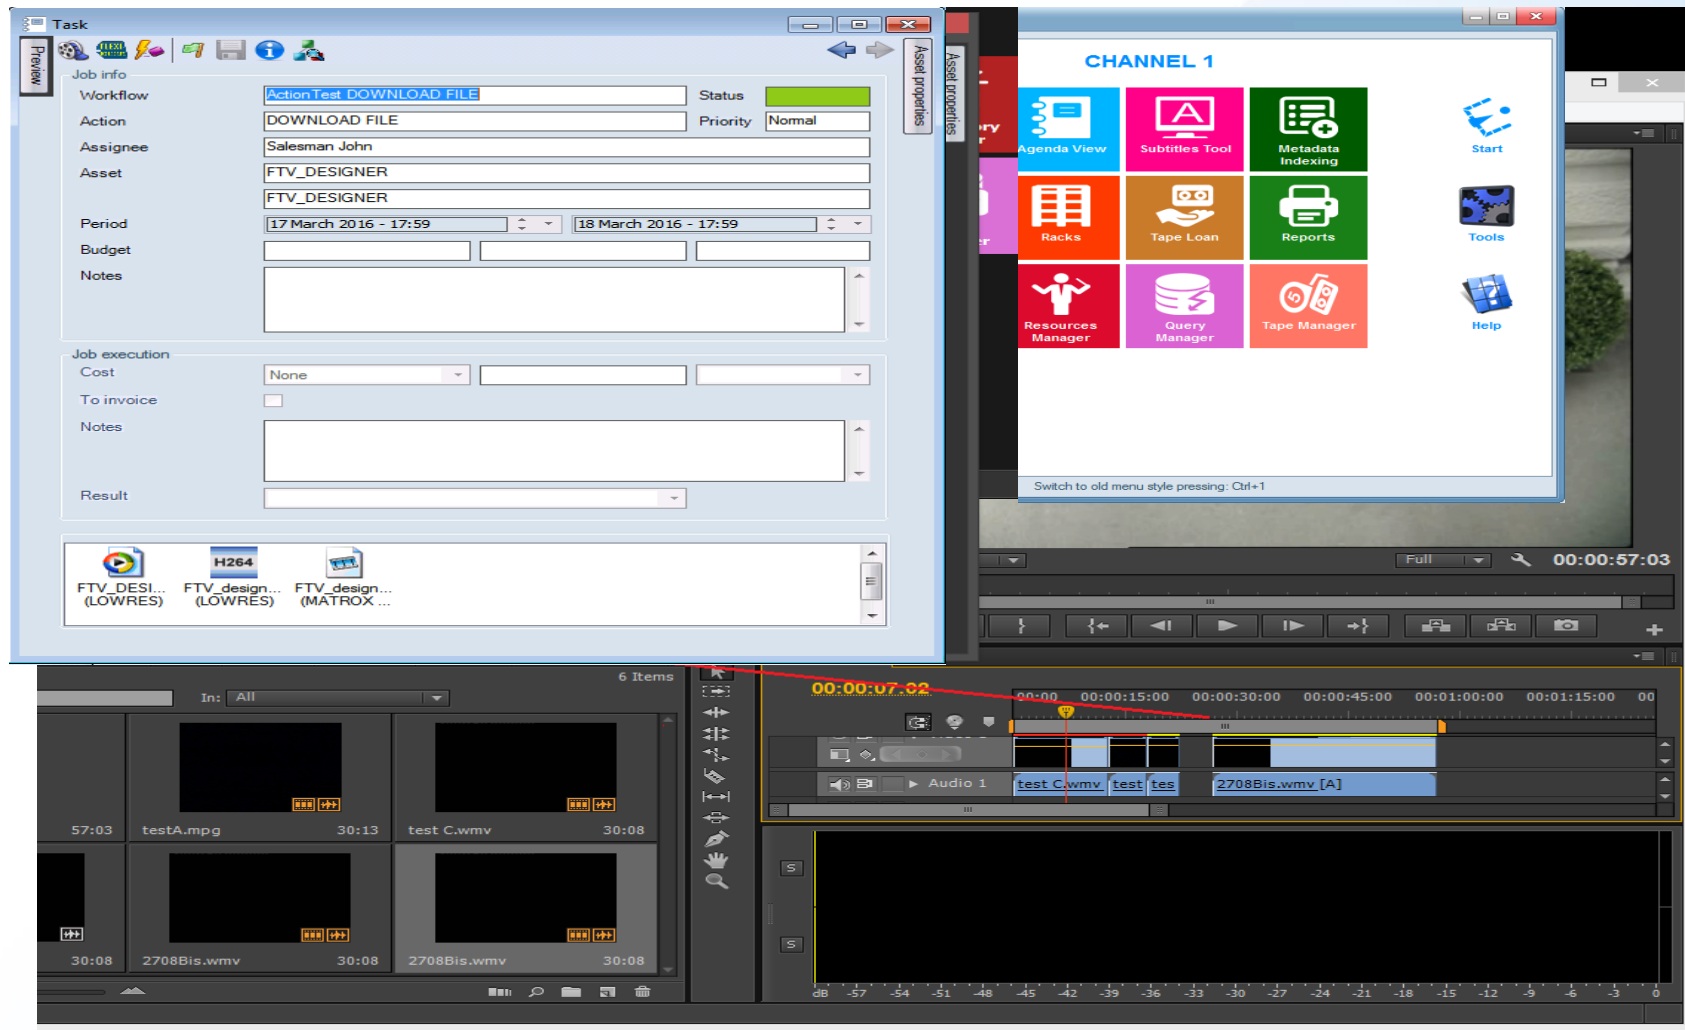 Task
Preview
Asset properties
Asset properties
Job info
Workflow
ActionTest DOWNLOAD FILE
Status
Action
DOWNLOAD FILE
Priority
Normal
Assignee
Salesman John
Asset
FTV_DESIGNER
FTV_DESIGNER
Period
17 March 2016 - 17:59
18 March 2016 - 17:59
Budget
Notes
Job execution
Cost
None
To invoice
Notes
Result
H264
FTV_DESI...
(LOWRES)
FTV_design...
(LOWRES)
FTV_design...
(MATROX ...
CHANNEL 1
Agenda View
Subtitles Tool
Metadata
Indexing
Start
Racks
Tape Loan
Reports
Tools
Resources
Manager
Query
Manager
Tape Manager
Help
Switch to old menu style pressing: Ctrl+1
Full
00:00:57:03
6 Items
In: All
57:03
testA.mpg
30:13
test C.wmv
30:08
30:08
2708Bis.wmv
30:08
2708Bis.wmv
30:08
00:00:07:02
00:00
00:00:15:00
00:00:30:00
00:00:45:00
00:01:00:00
00:01:15:00
00
Audio 1
test C.wmv
test
tes
2708Bis.wmv [A]
S
S
dB -57 -54 -51 -48 -45 -42 -39 -36 -33 -30 -27 -24 -21 -18 -15 -12 -9 -6 -3 0